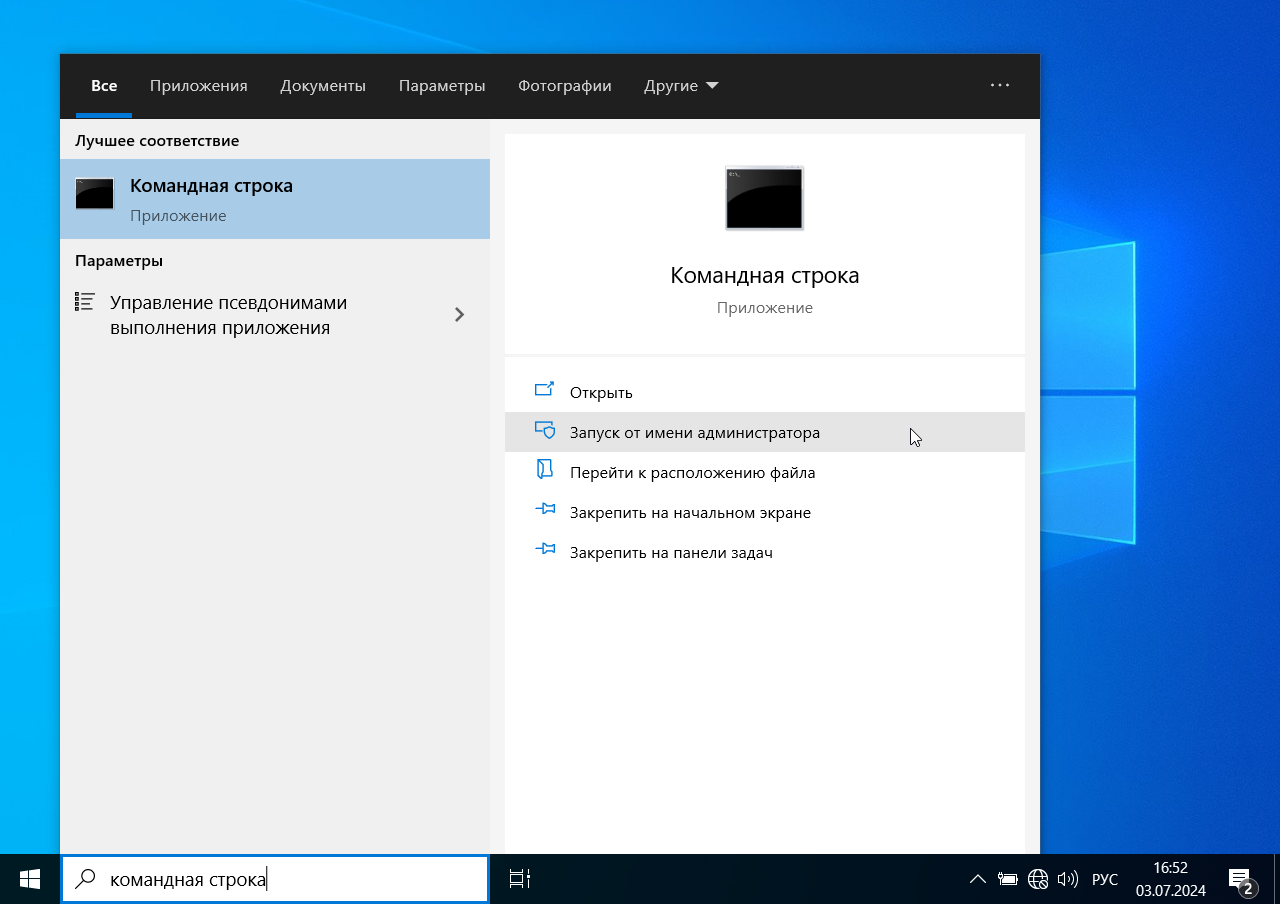 Все Приложения Документы Параметры Фотографии Другие ...
Лучшее соответствие
Командная строка
Приложение
Параметры
Управление псевдонимами
выполнения приложения
Командная строка
Приложение
Открыть
Запуск от имени администратора
Перейти к расположению файла
Закрепить на начальном экране
Закрепить на панели задач
командная строка
РУС
16:52
03.07.2024
2